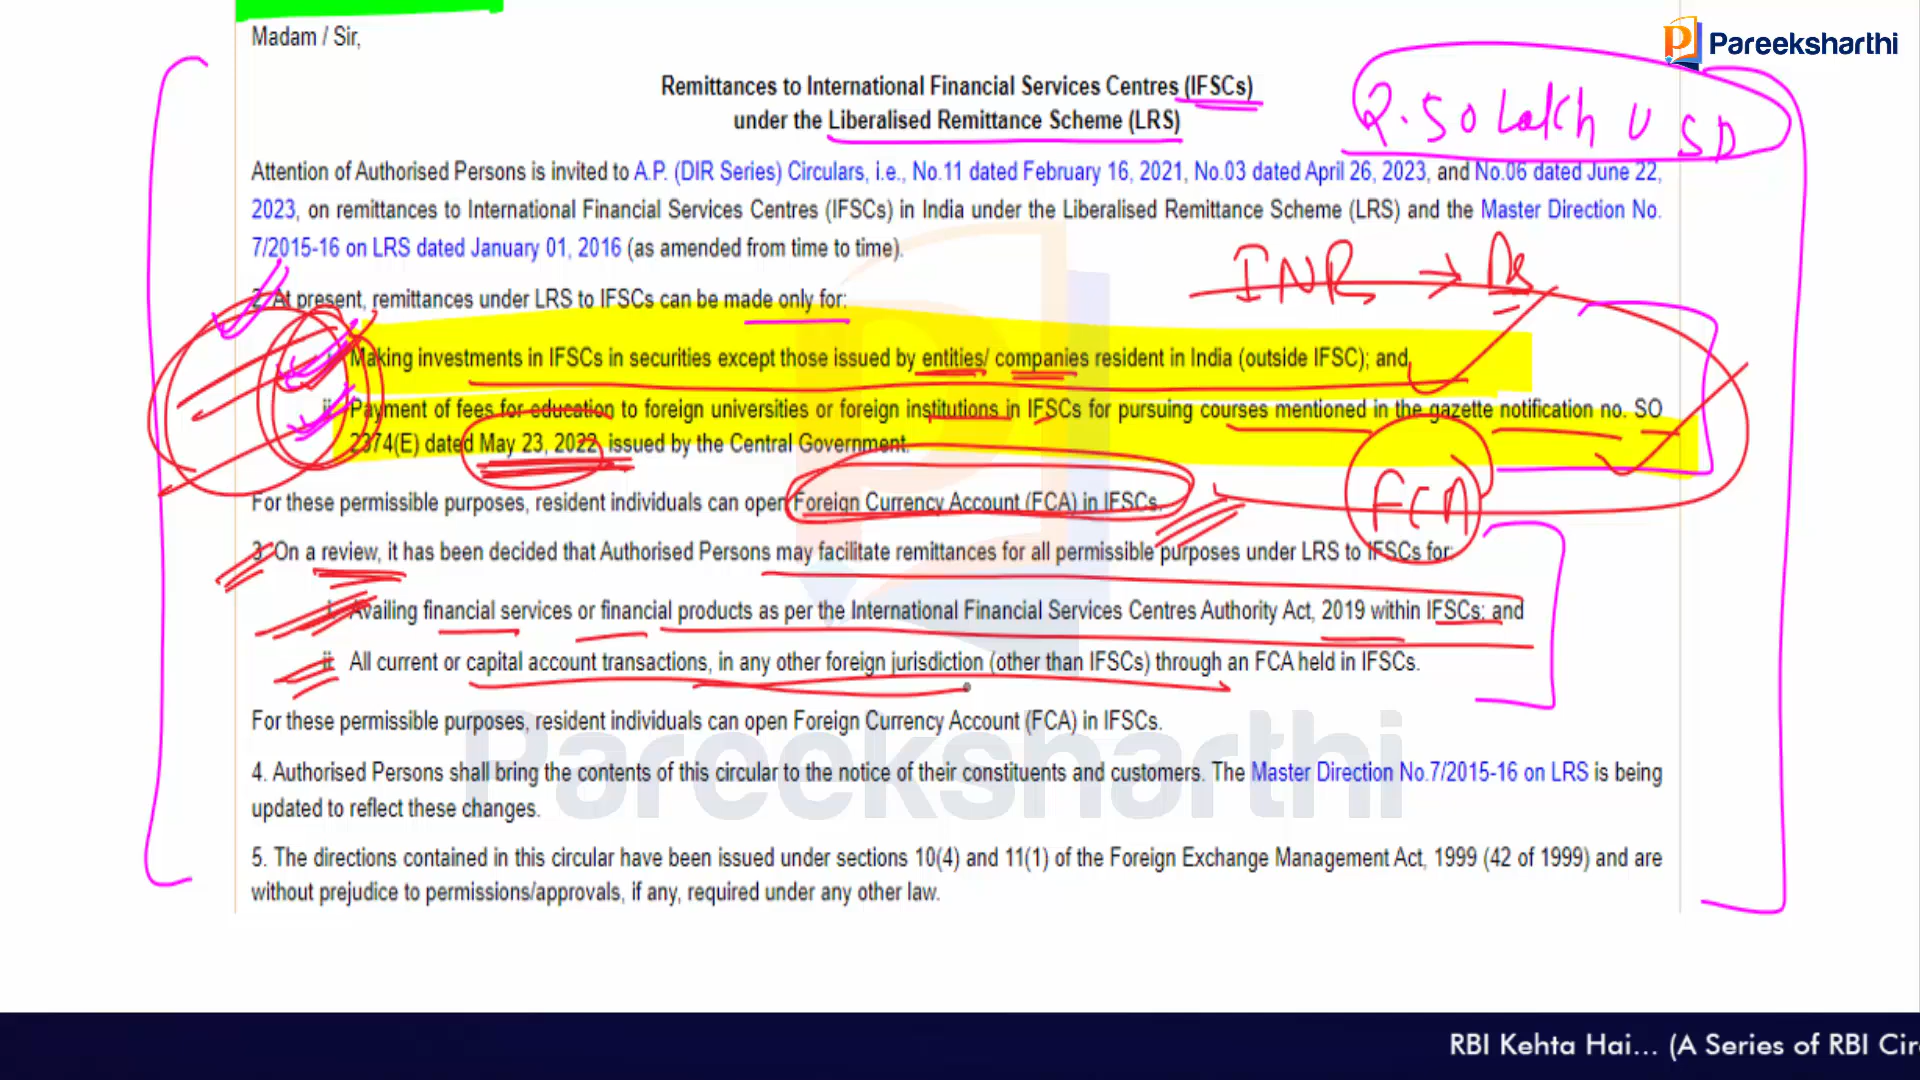 Pareeksharthi
Madam / Sir,
Remittances to International Financial Services Centres (IFSCs)
under the Liberalised Remittance Scheme (LRS)
2.50 Lakh USD
Attention of Authorised Persons is invited to A.P. (DIR Series) Circulars, i.e., No.11 dated February 16, 2021, No.03 dated April 26, 2023, and No.06 dated June 22,
2023, on remittances to International Financial Services Centres (IFSCs) in India under the Liberalised Remittance Scheme (LRS) and the Master Direction No.
7/2015-16 on LRS dated January 01, 2016 (as amended from time to time).
INR → Rs
2. At present, remittances under LRS to IFSCs can be made only for:
i. Making investments in IFSCs in securities except those issued by entities/ companies resident in India (outside IFSC); and
ii. Payment of fees for education to foreign universities or foreign institutions in IFSCs for pursuing courses mentioned in the gazette notification no. SO
2374(E) dated May 23, 2022, issued by the Central Government.
For these permissible purposes, resident individuals can open Foreign Currency Account (FCA) in IFSCs.
FCA
3. On a review, it has been decided that Authorised Persons may facilitate remittances for all permissible purposes under LRS to IFSCs for:
i. Availing financial services or financial products as per the International Financial Services Centres Authority Act, 2019 within IFSCs; and
ii. All current or capital account transactions, in any other foreign jurisdiction (other than IFSCs) through an FCA held in IFSCs.
For these permissible purposes, resident individuals can open Foreign Currency Account (FCA) in IFSCs.
Pareeksharthi
4. Authorised Persons shall bring the contents of this circular to the notice of their constituents and customers. The Master Direction No.7/2015-16 on LRS is being
updated to reflect these changes.
5. The directions contained in this circular have been issued under sections 10(4) and 11(1) of the Foreign Exchange Management Act, 1999 (42 of 1999) and are
without prejudice to permissions/approvals, if any, required under any other law.
RBI Kehta Hai... (A Series of RBI Cir